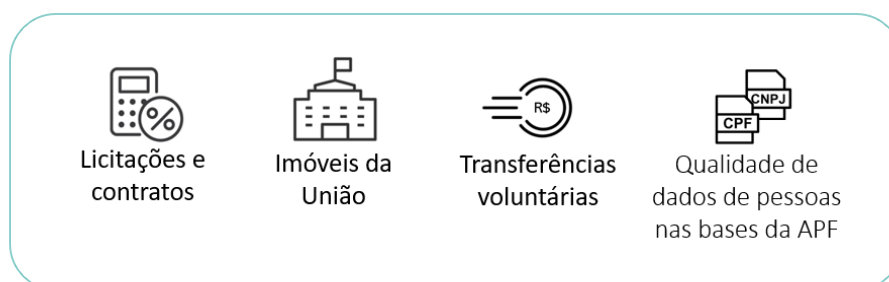 R$
CNPJ
CPF
Licitações e
contratos
Imóveis da
União
Transferências
voluntárias
Qualidade de
dados de pessoas
nas bases da APF